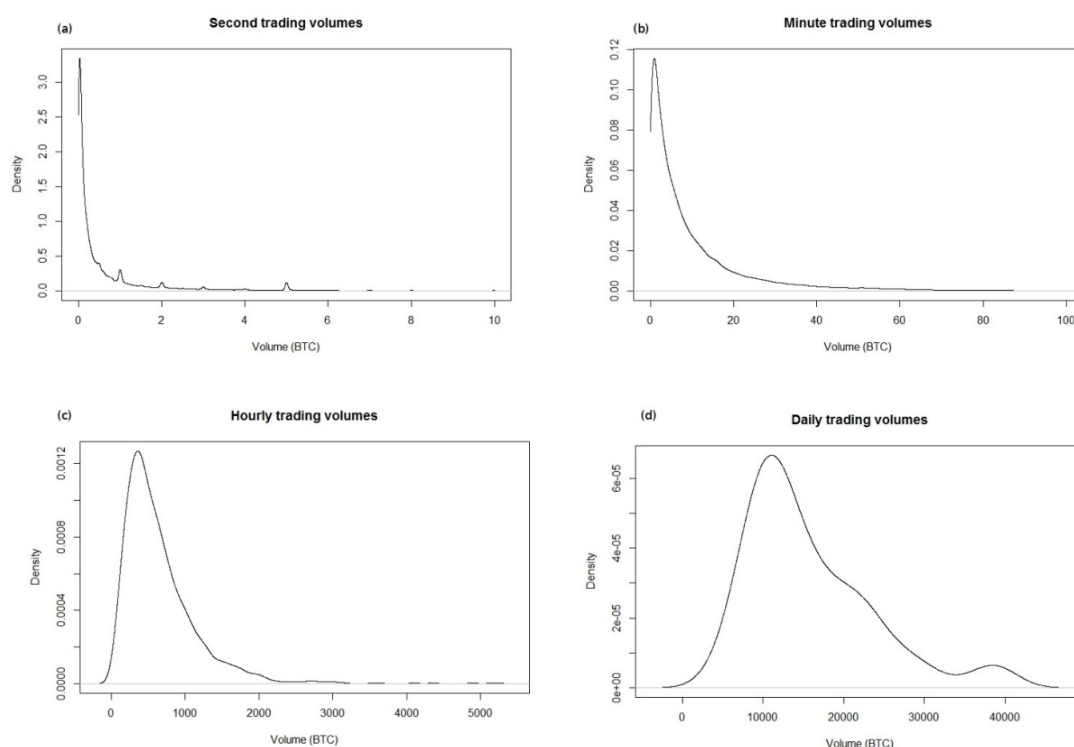 (a)
Second trading volumes
Density
0.0 0.5 1.0 1.5 2.0 2.5 3.0
0 2 4 6 8 10
Volume (BTC)
(b)
Minute trading volumes
Density
0.00 0.02 0.04 0.06 0.08 0.10 0.12
0 20 40 60 80 100
Volume (BTC)
(c)
Hourly trading volumes
Density
0.0000 0.0004 0.0008 0.0012
0 1000 2000 3000 4000 5000
Volume (BTC)
(d)
Daily trading volumes
Density
0e+00 2e-05 4e-05 6e-05
0 10000 20000 30000 40000
Volume (BTC)